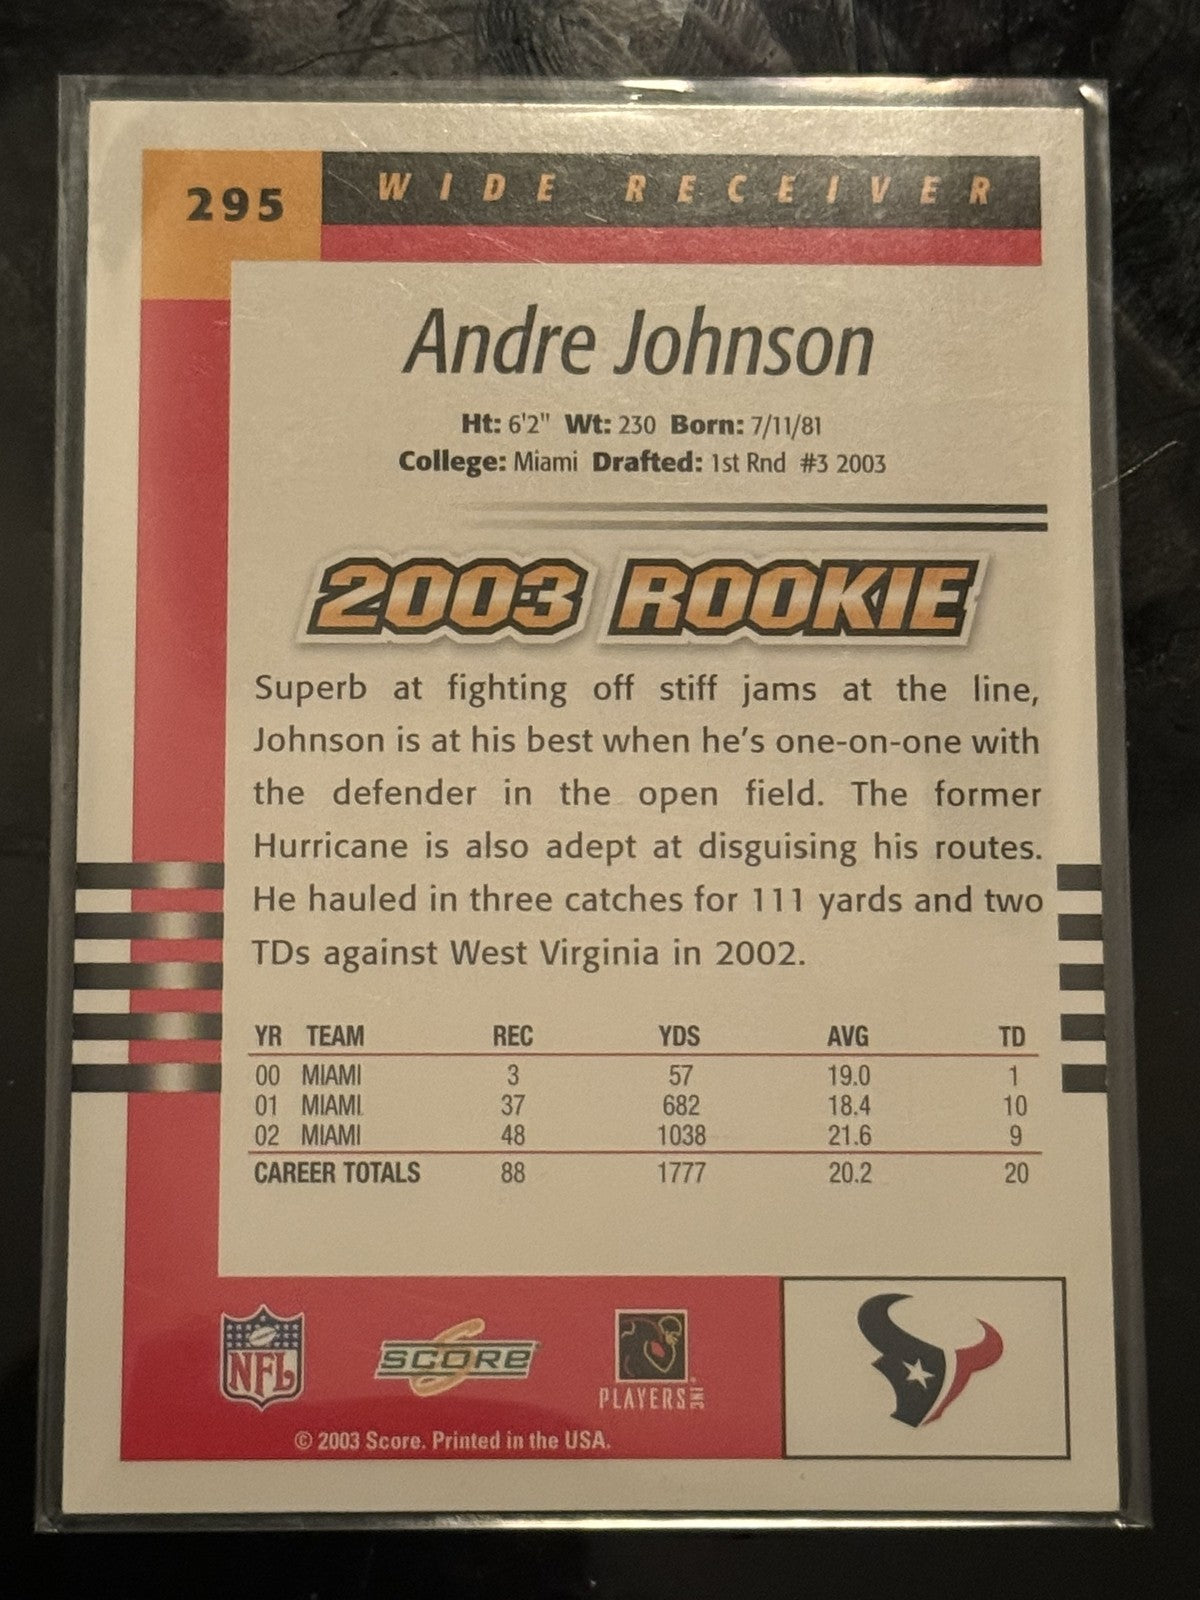 295
WIDE RECEIVER
Andre Johnson
Ht: 6'2" Wt: 230 Born: 7/11/81
College: Miami Drafted: 1st Rnd #3 2003
2003 ROOKIE
Superb at fighting off stiff jams at the line,
Johnson is at his best when he's one-on-one with
the defender in the open field. The former
Hurricane is also adept at disguising his routes.
He hauled in three catches for 111 yards and two
TDs against West Virginia in 2002.
YR TEAM REC YDS AVG TD
00 MIAMI 3 57 19.0 1
01 MIAMI 37 682 18.4 10
02 MIAMI 48 1038 21.6 9
CAREER TOTALS 88 1777 20.2 20
NFL
SCORE
PLAYERS INC
© 2003 Score. Printed in the USA.